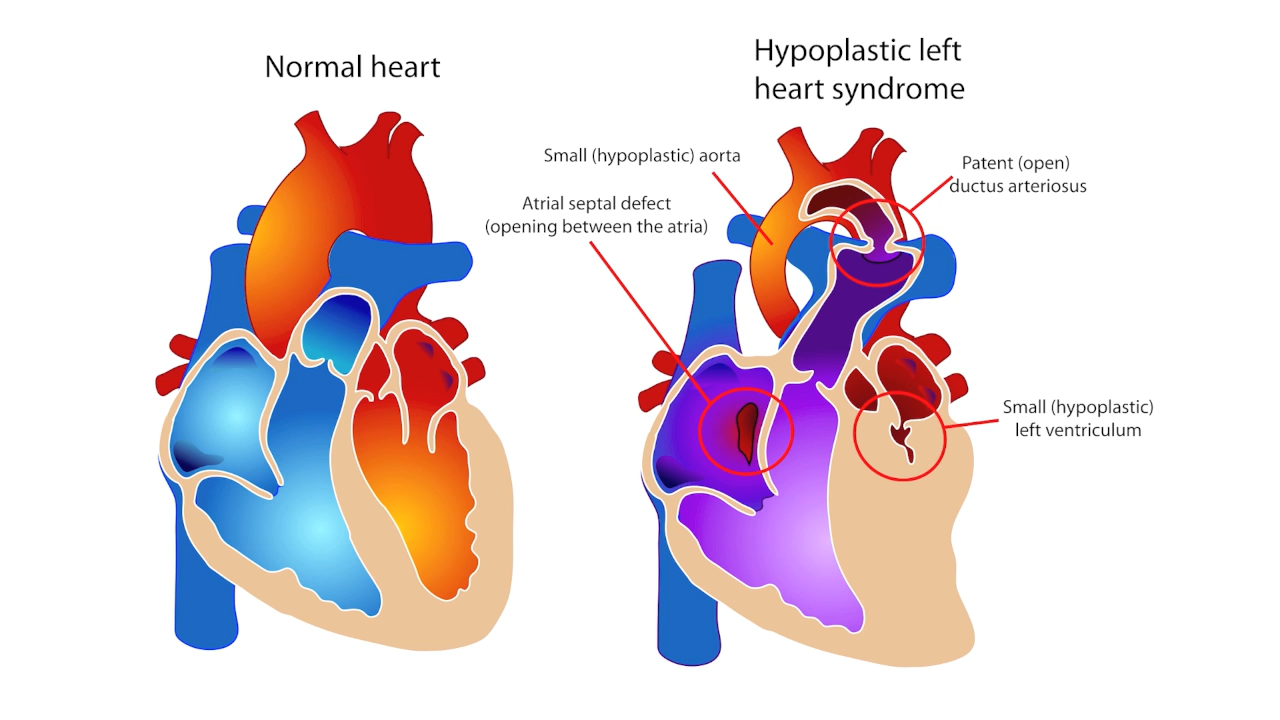 Normal heart
Hypoplastic left
heart syndrome
Small (hypoplastic) aorta
Atrial septal defect
(opening between the atria)
Patent (open)
ductus arteriosus
Small (hypoplastic)
left ventriculum